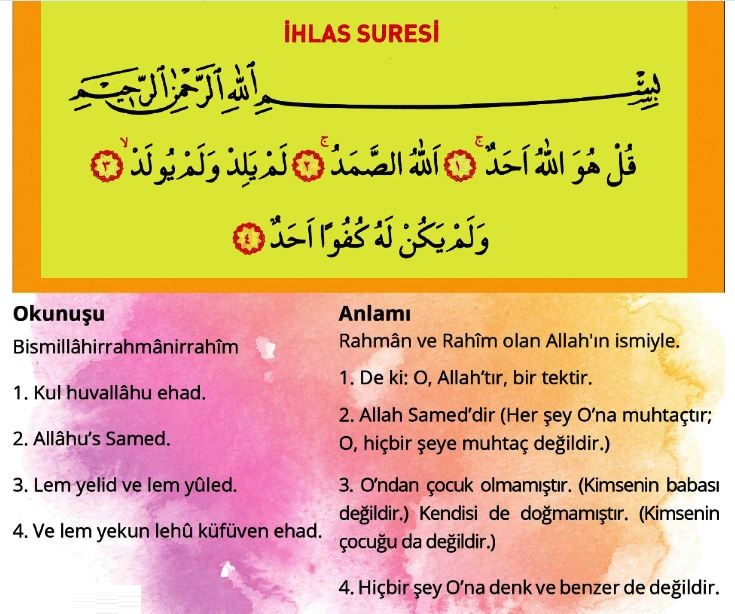 İHLAS SURESİ
بِسْمِ اللّٰهِ الرَّحْمٰنِ الرَّحٖيمِ
قُلْ هُوَ اللّٰهُ اَحَدٌۚ ﴿١﴾ اَللّٰهُ الصَّمَدُۚ ﴿٢﴾ لَمْ يَلِدْ وَلَمْ يُولَدْۙ ﴿٣﴾
وَلَمْ يَكُنْ لَهُ كُفُوًا اَحَدٌ ﴿٤﴾
Okunuşu
Bismillâhirrahmânirrahîm
1. Kul huvallâhu ehad.
2. Allâhu’s Samed.
3. Lem yelid ve lem yûled.
4. Ve lem yekun lehû küfüven ehad.
Anlamı
Rahmân ve Rahîm olan Allah'ın ismiyle.
1. De ki: O, Allah’tır, bir tektir.
2. Allah Samed’dir (Her şey O’na muhtaçtır;
O, hiçbir şeye muhtaç değildir.)
3. O’ndan çocuk olmamıştır. (Kimsenin babası
değildir.) Kendisi de doğmamıştır. (Kimsenin
çocuğu da değildir.)
4. Hiçbir şey O’na denk ve benzer de değildir.